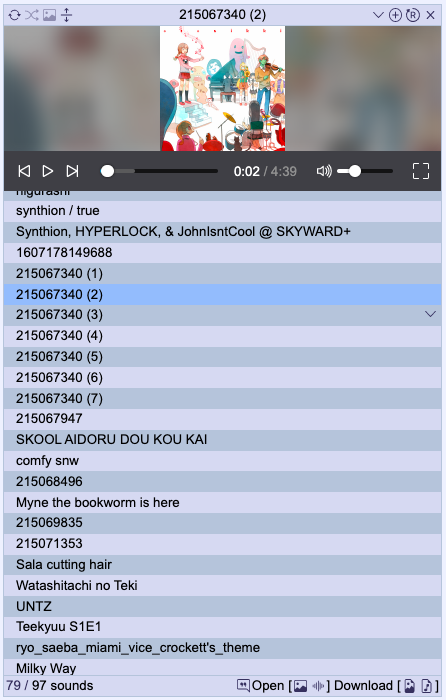 215067340 (2)
0:02 / 4:39
higurashi
synthion / true
Synthion, HYPERLOCK, & JohnIsntCool @ SKYWARD+
1607178149688
215067340 (1)
215067340 (2)
215067340 (3)
215067340 (4)
215067340 (5)
215067340 (6)
215067340 (7)
215067947
SKOOL AIDORU DOU KOU KAI
comfy snw
215068496
Myne the bookworm is here
215069835
215071353
Sala cutting hair
Watashitachi no Teki
UNTZ
Teekyuu S1E1
ryo_saeba_miami_vice_crockett's_theme
Milky Way
79 / 97 sounds Open [ ] Download [ ]